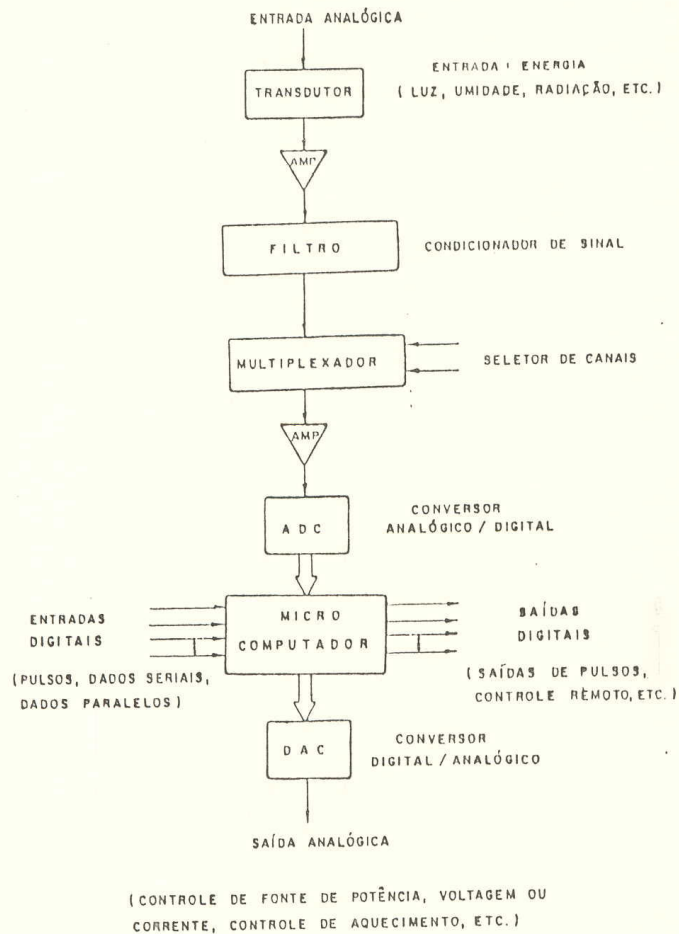 ENTRADA ANALÓGICA
TRANSDUTOR
ENTRADA: ENERGIA
(LUZ, UMIDADE, RADIAÇÃO, ETC.)
AMP
FILTRO
CONDICIONADOR DE SINAL
MULTIPLEXADOR
SELETOR DE CANAIS
AMP
ADC
CONVERSOR
ANALÓGICO / DIGITAL
ENTRADAS
DIGITAIS
(PULSOS, DADOS SERIAIS,
DADOS PARALELOS)
MICRO
COMPUTADOR
SAÍDAS
DIGITAIS
(SAÍDAS DE PULSOS,
CONTROLE REMOTO, ETC.)
DAC
CONVERSOR
DIGITAL / ANALÓGICO
SAÍDA ANALÓGICA
(CONTROLE DE FONTE DE POTÊNCIA, VOLTAGEM OU
CORRENTE, CONTROLE DE AQUECIMENTO, ETC.)